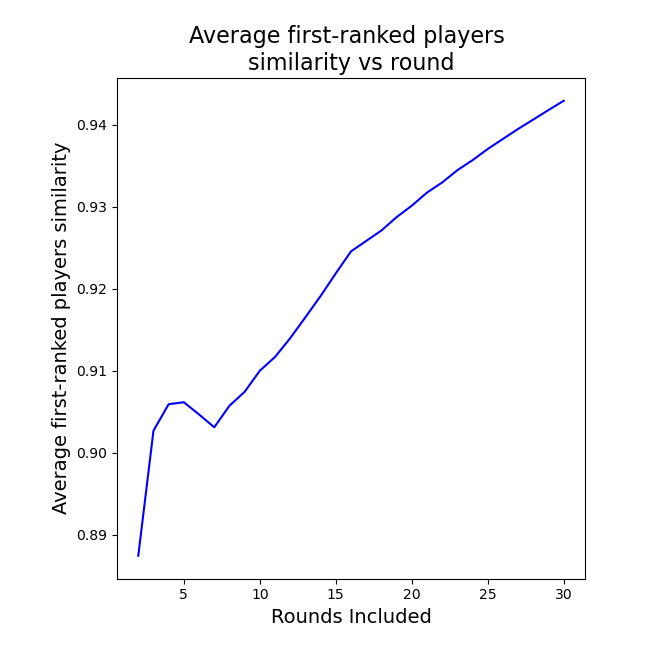 Average first-ranked players
similarity vs round
Average first-ranked players similarity
0.94
0.93
0.92
0.91
0.90
0.89
5 10 15 20 25 30
Rounds Included